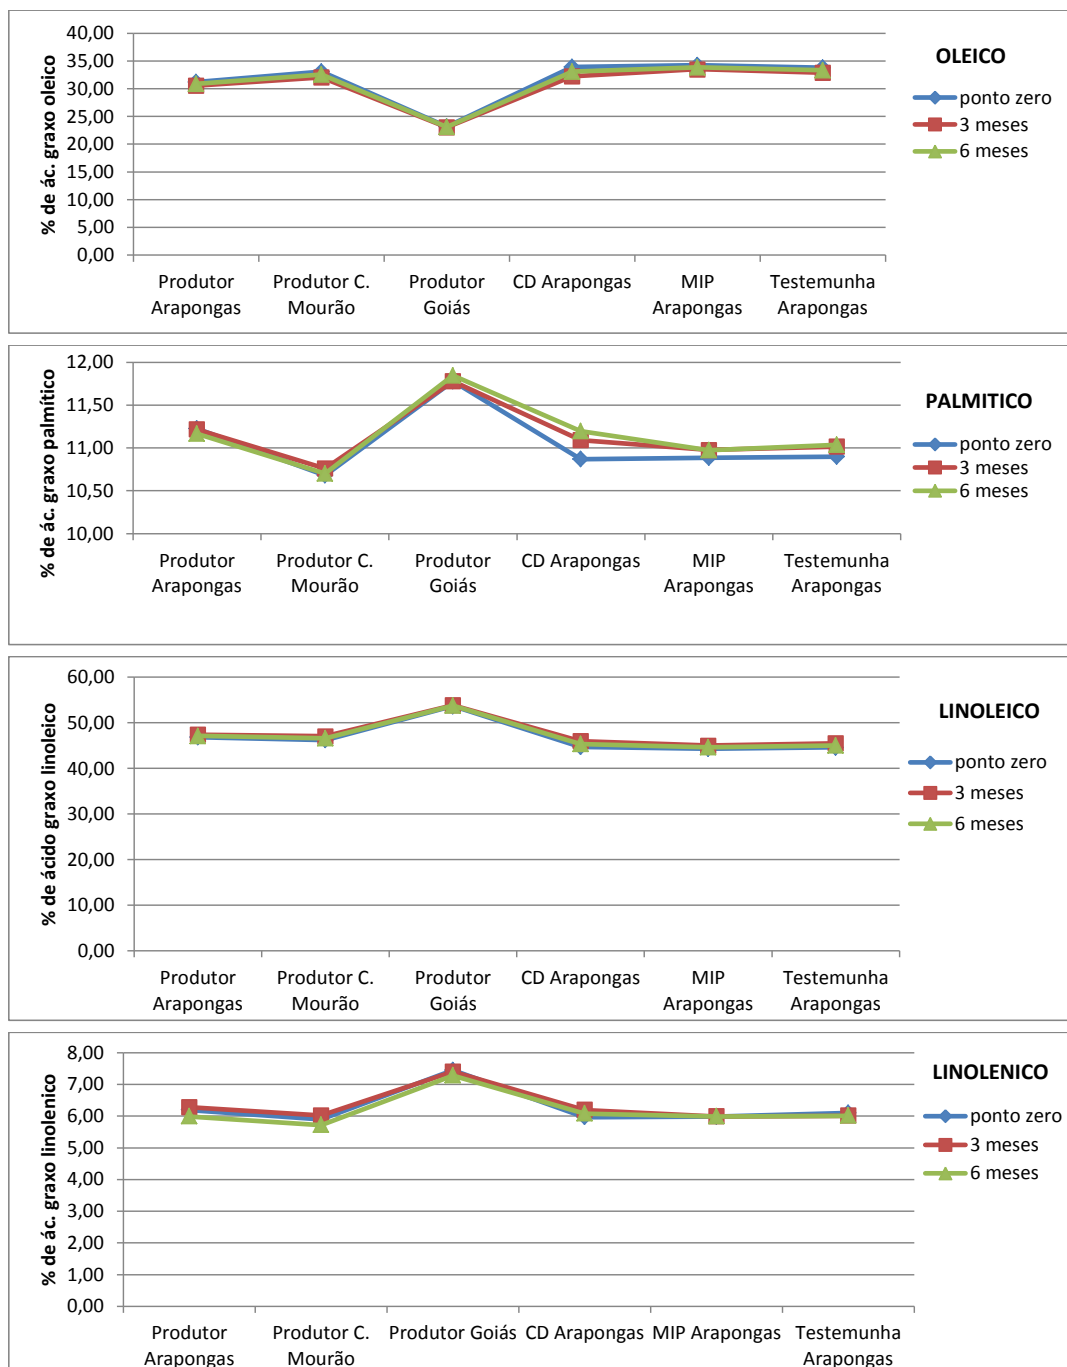 % de ác. graxo oleico
40,00
35,00
30,00
25,00
20,00
15,00
10,00
5,00
0,00
Produtor Arapongas
Produtor C. Mourão
Produtor Goiás
CD Arapongas
MIP Arapongas
Testemunha Arapongas
OLEICO
ponto zero
3 meses
6 meses
% de ác. graxo palmítico
12,00
11,50
11,00
10,50
10,00
Produtor Arapongas
Produtor C. Mourão
Produtor Goiás
CD Arapongas
MIP Arapongas
Testemunha Arapongas
PALMITICO
ponto zero
3 meses
6 meses
% de ácido graxo linoleico
60,00
50,00
40,00
30,00
20,00
10,00
0,00
Produtor Arapongas
Produtor C. Mourão
Produtor Goiás
CD Arapongas
MIP Arapongas
Testemunha Arapongas
LINOLEICO
ponto zero
3 meses
6 meses
% de ác. graxo linolenico
8,00
7,00
6,00
5,00
4,00
3,00
2,00
1,00
0,00
Produtor Arapongas
Produtor C. Mourão
Produtor Goiás
CD Arapongas
MIP Arapongas
Testemunha Arapongas
LINOLENICO
ponto zero
3 meses
6 meses